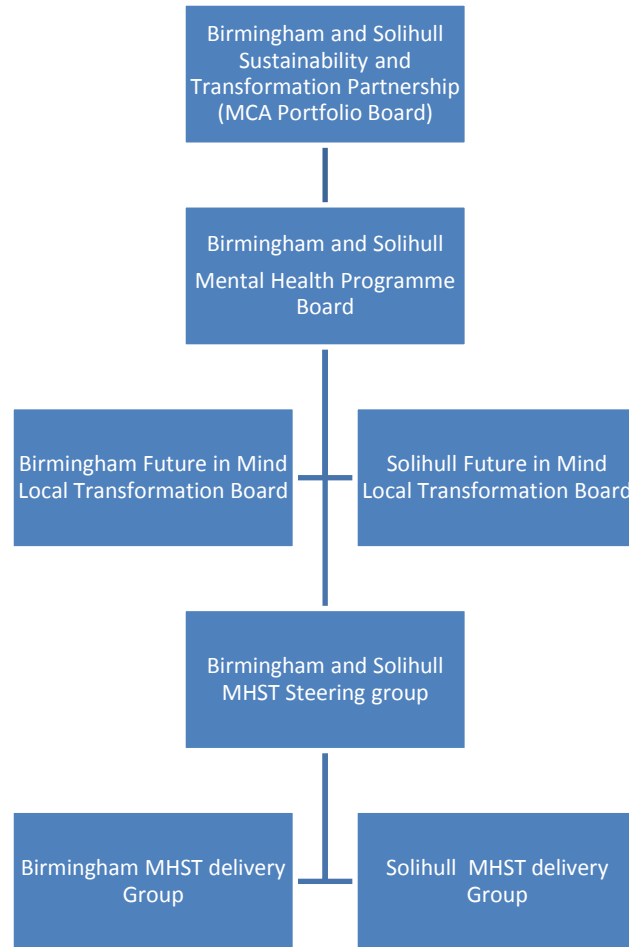 Birmingham and Solihull
Sustainability and
Transformation Partnership
(MCA Portfolio Board)
Birmingham and Solihull
Mental Health Programme
Board
Birmingham Future in Mind
Local Transformation Board
Solihull Future in Mind
Local Transformation Board
Birmingham and Solihull
MHST Steering group
Birmingham MHST delivery
Group
Solihull  MHST delivery
Group